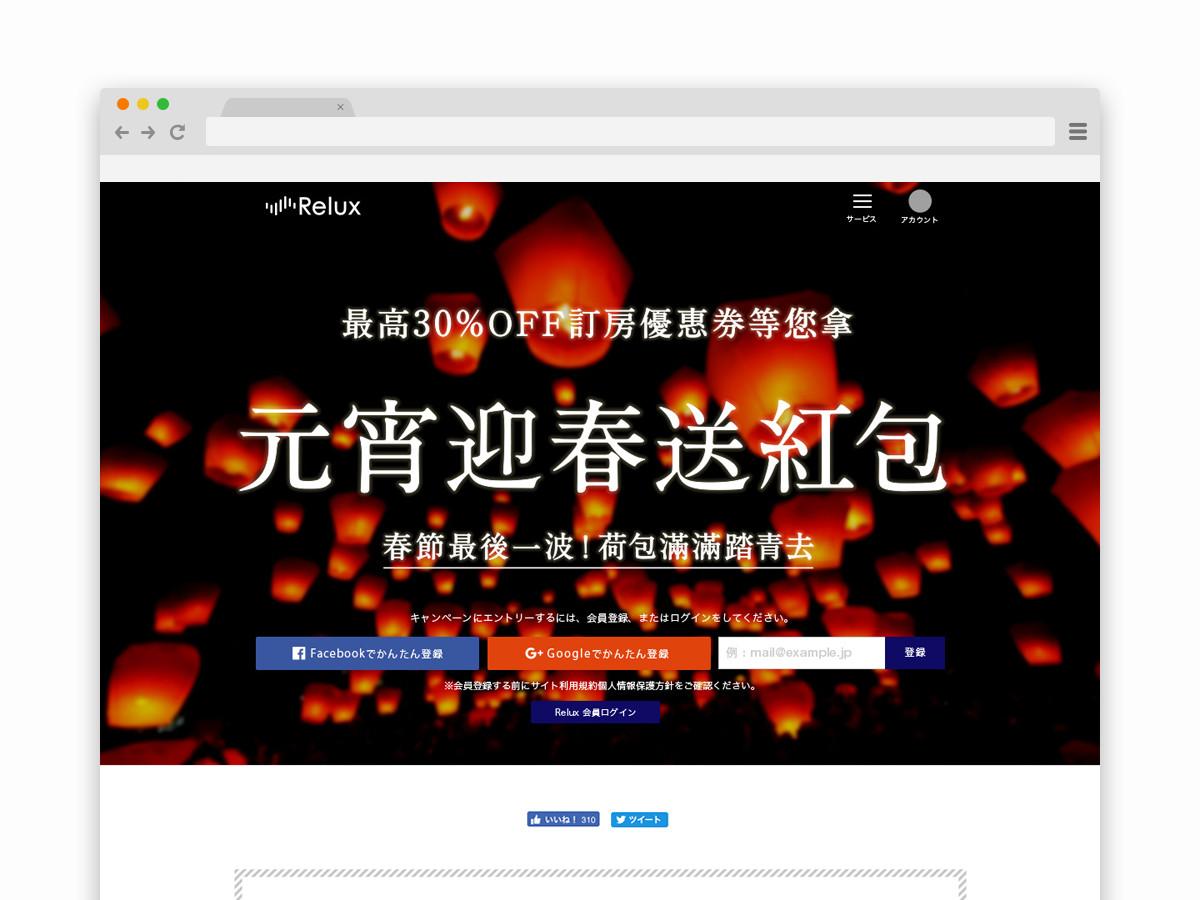 Relux
サービス
アカウント
最高30%OFF訂房優惠券等您拿
元宵迎春送紅包
春節最後一波!荷包滿滿踏青去
キャンペーンにエントリーするには、会員登録、またはログインをしてください。
Facebookでかんたん登録
G+ Googleでかんたん登録
例：mail@example.jp
登録
※会員登録する前にサイト利用規約個人情報保護方針をご確認ください。
Relux 会員ログイン
いいね！ 310
ツイート